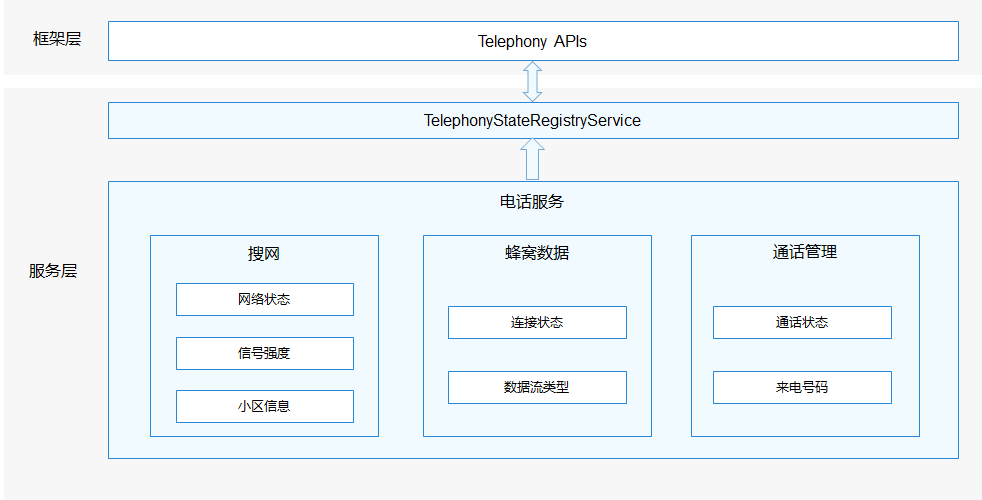 框架层
Telephony APIs
TelephonyStateRegistryService
服务层
电话服务
搜网
网络状态
信号强度
小区信息
蜂窝数据
连接状态
数据流类型
通话管理
通话状态
来电号码